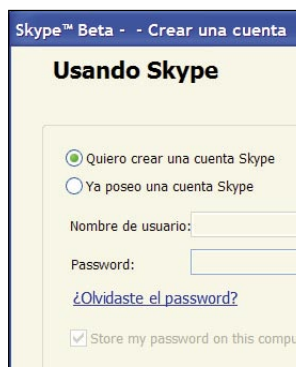 Skype™ Beta - - Crear una cuenta
Usando Skype
Quiero crear una cuenta Skype
Ya poseo una cuenta Skype
Nombre de usuario:
Password:
¿Olvidaste el password?
Store my password on this